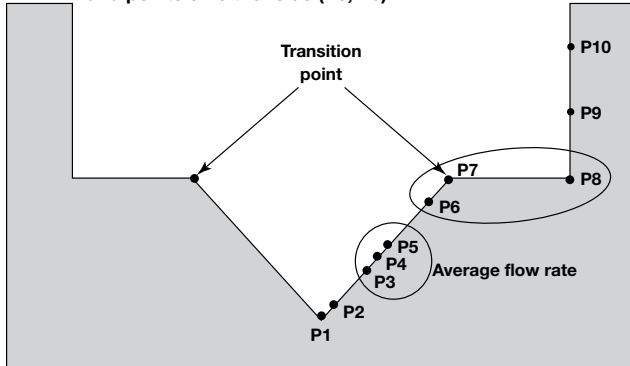 Transition
point
P10
P9
P7
P8
P6
P5
P4
Average flow rate
P3
P2
P1